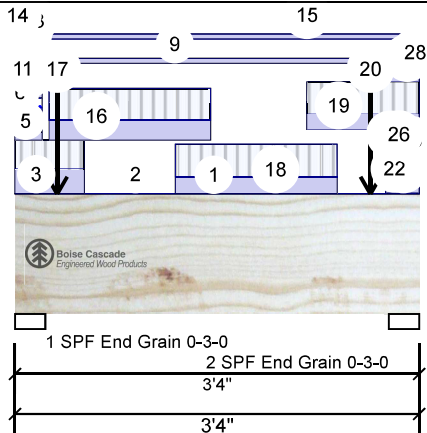 14 15
9 28
11 17 20
5 16 19 26
3 2 1 18 22
Boise Cascade
Engineered Wood Products
1 SPF End Grain 0-3-0
2 SPF End Grain 0-3-0
3'4"
3'4"